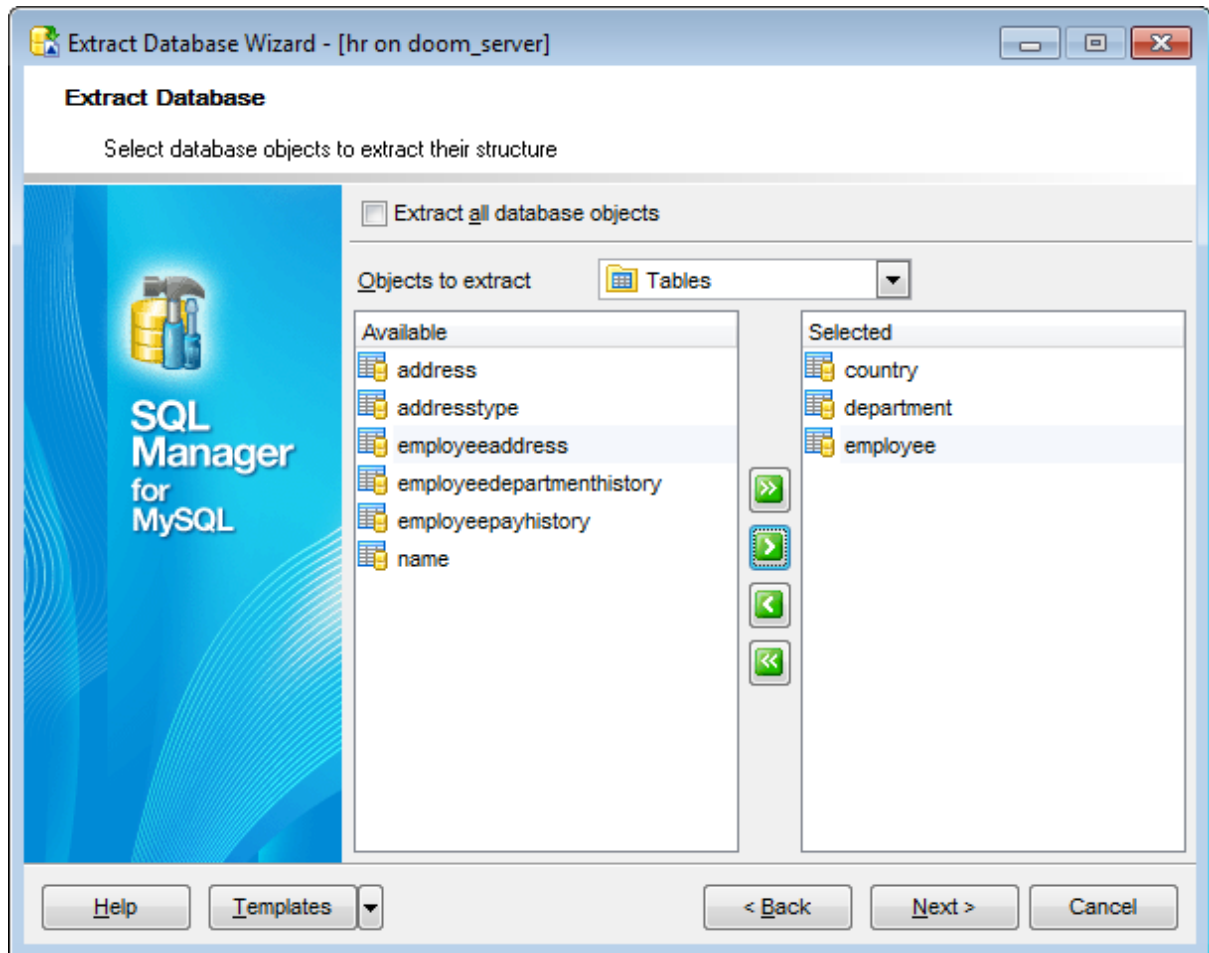 Extract Database Wizard - [hr on doom_server]
Extract Database
Select database objects to extract their structure
Extract all database objects
Objects to extract
Tables
Available
address
addresstype
employeeaddress
employeedepartmenthistory
employeepayhistory
name
Selected
country
department
employee
SQL
Manager
for
MySQL
Help
Templates
< Back
Next >
Cancel